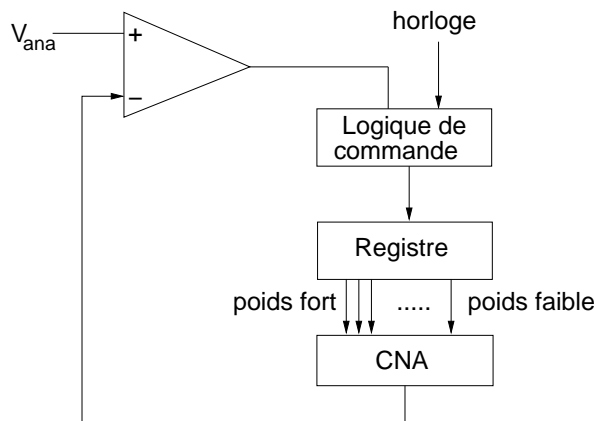 V_ana
+
−
horloge
Logique de
commande
Registre
poids fort
.....
poids faible
CNA